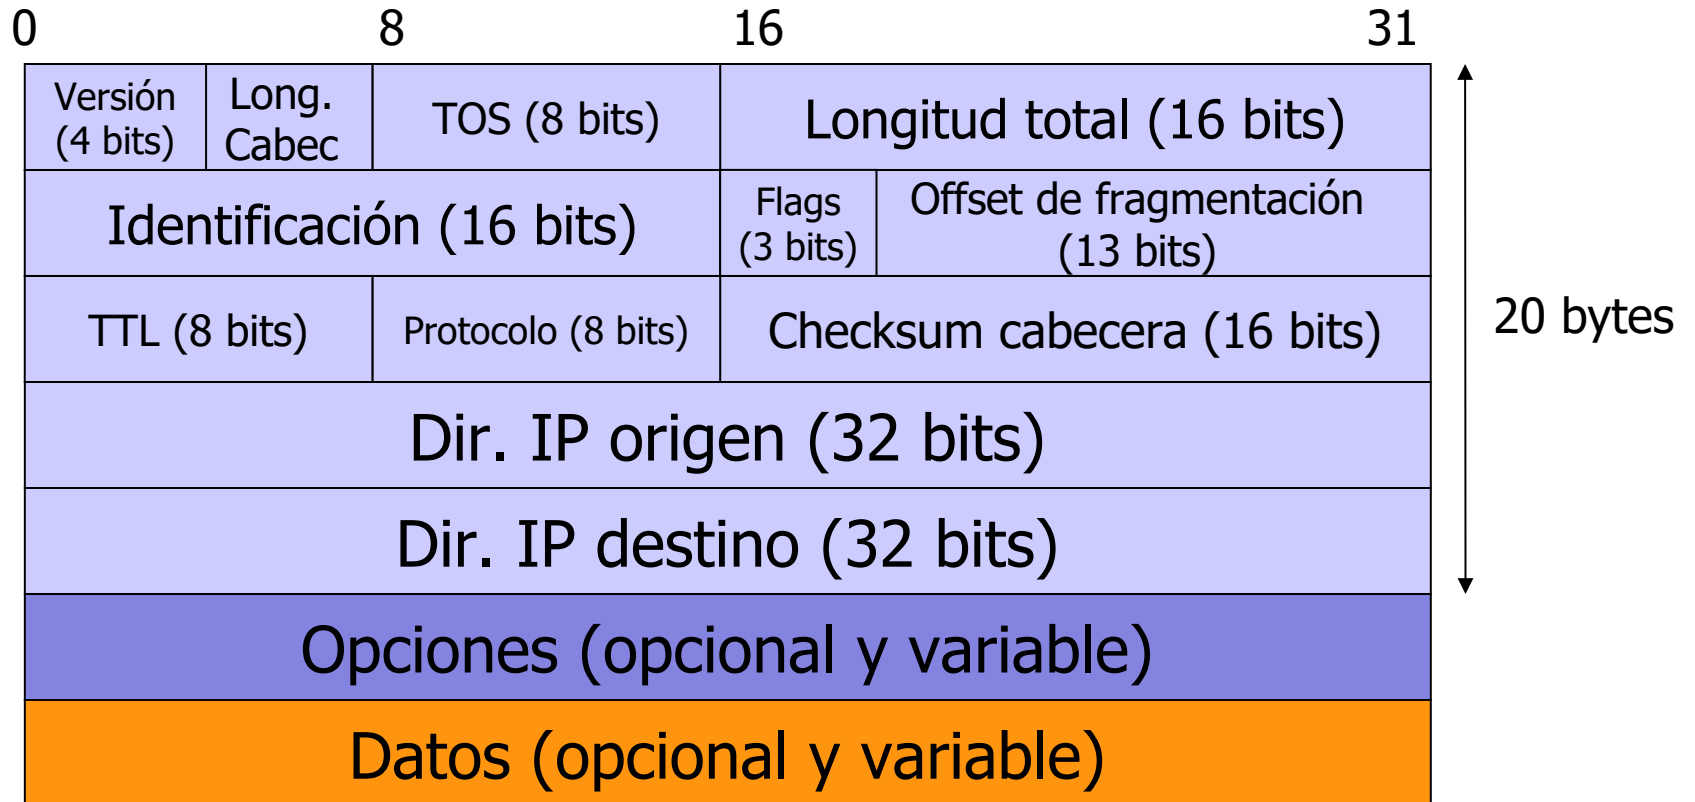 0 8 16 31
Versión
(4 bits)
Long.
Cabec
TOS (8 bits)
Longitud total (16 bits)
Identificación (16 bits)
Flags
(3 bits)
Offset de fragmentación
(13 bits)
TTL (8 bits)
Protocolo (8 bits)
Checksum cabecera (16 bits)
20 bytes
Dir. IP origen (32 bits)
Dir. IP destino (32 bits)
Opciones (opcional y variable)
Datos (opcional y variable)